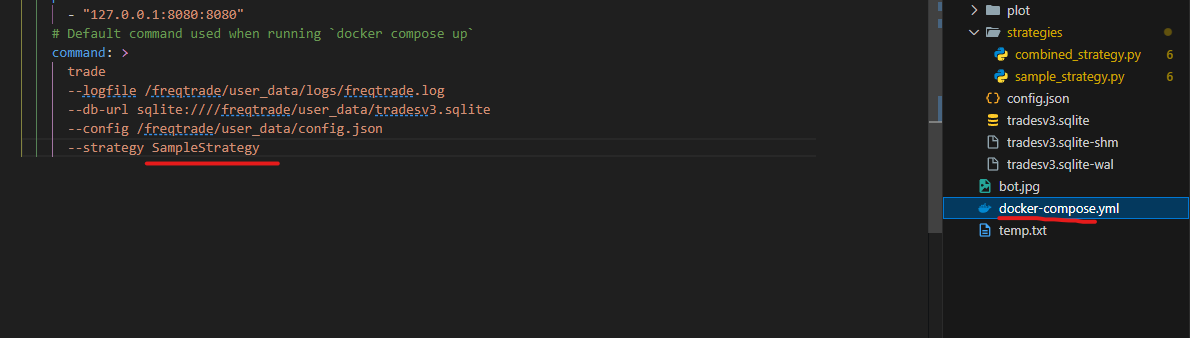 - "127.0.0.1:8080:8080"
# Default command used when running `docker compose up`
command: >
trade
--logfile /freqtrade/user_data/logs/freqtrade.log
--db-url sqlite:////freqtrade/user_data/tradesv3.sqlite
--config /freqtrade/user_data/config.json
--strategy SampleStrategy
plot
strategies
combined_strategy.py 6
sample_strategy.py 6
config.json
tradesv3.sqlite
tradesv3.sqlite-shm
tradesv3.sqlite-wal
bot.jpg
docker-compose.yml
temp.txt